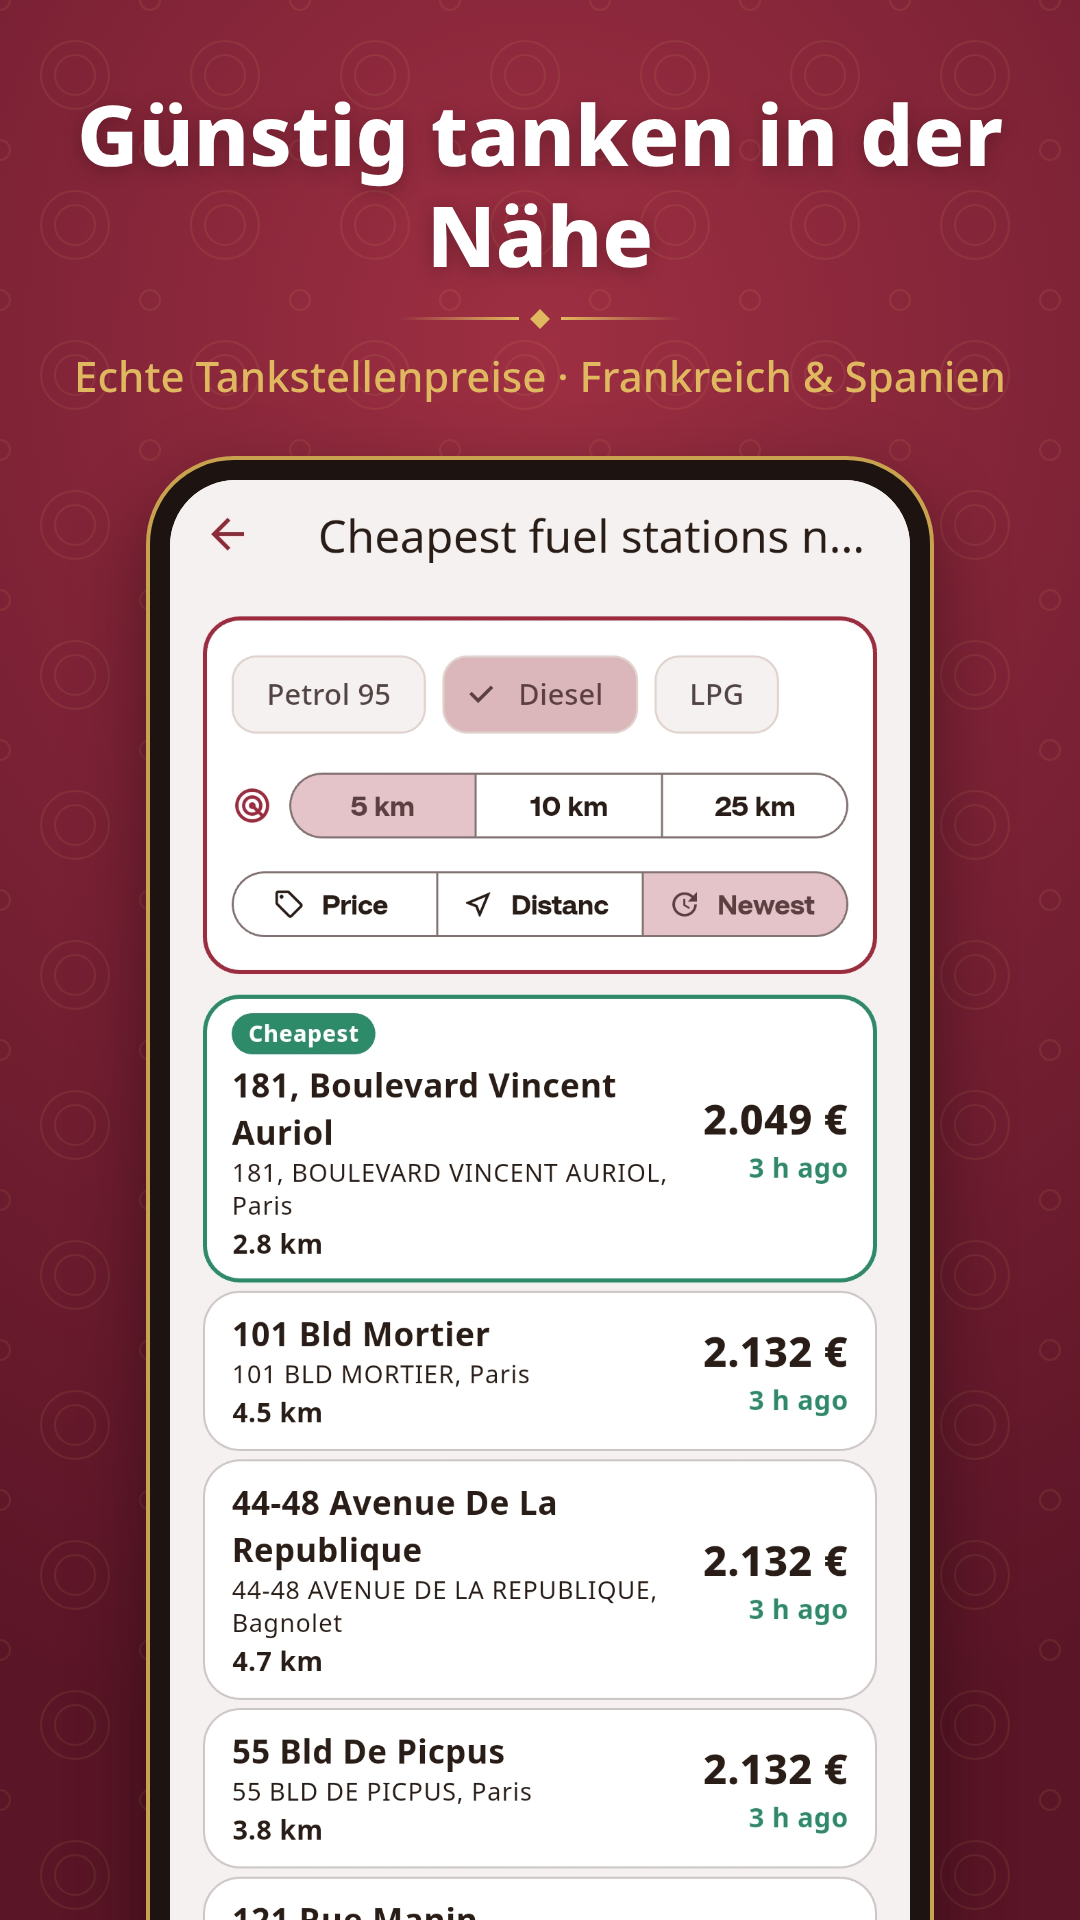 Günstig tanken in der
Nähe
Echte Tankstellenpreise · Frankreich & Spanien
Cheapest fuel stations n...
Petrol 95
Diesel
LPG
5 km
10 km
25 km
Price
Distanc
Newest
Cheapest
181, Boulevard Vincent
Auriol
181, BOULEVARD VINCENT AURIOL,
Paris
2.8 km
2.049 €
3 h ago
101 Bld Mortier
101 BLD MORTIER, Paris
4.5 km
2.132 €
3 h ago
44-48 Avenue De La
Republique
44-48 AVENUE DE LA REPUBLIQUE,
Bagnolet
4.7 km
2.132 €
3 h ago
55 Bld De Picpus
55 BLD DE PICPUS, Paris
3.8 km
2.132 €
3 h ago
121 Rue Manin